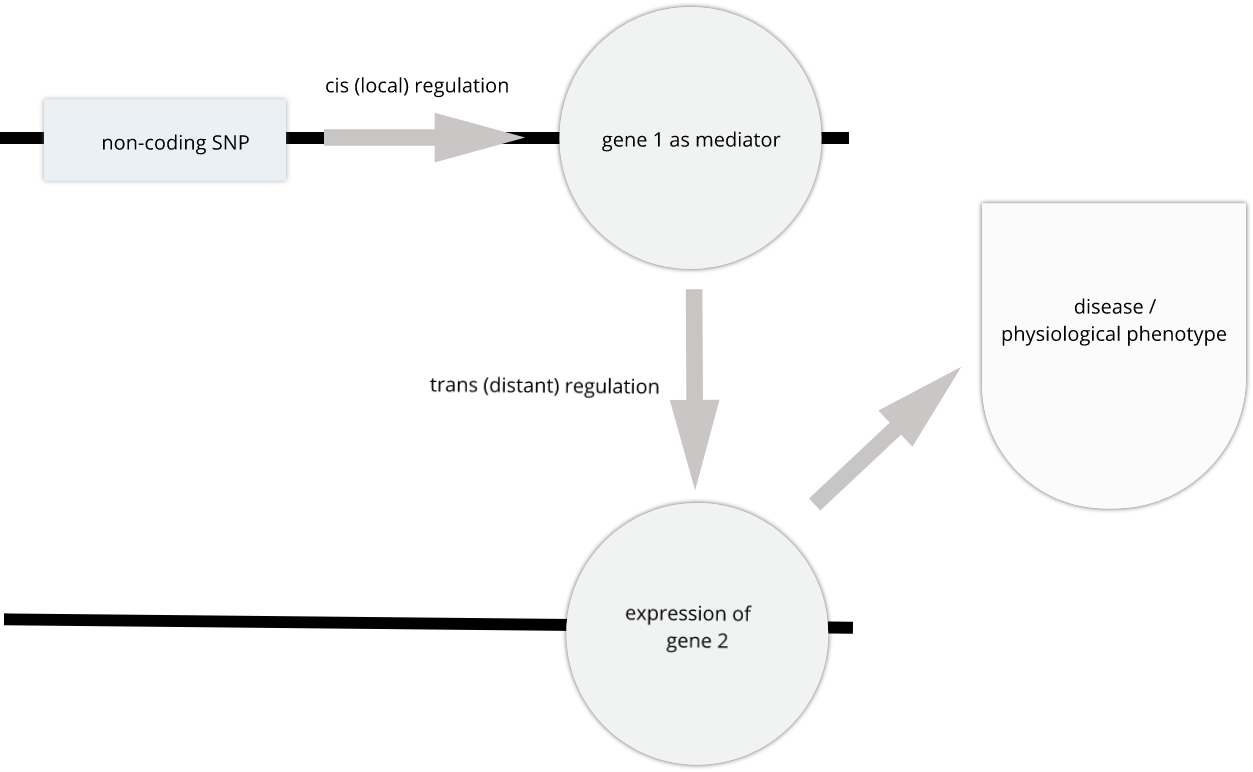 cis (local) regulation
non-coding SNP
gene 1 as mediator
disease /
physiological phenotype
trans (distant) regulation
expression of
gene 2